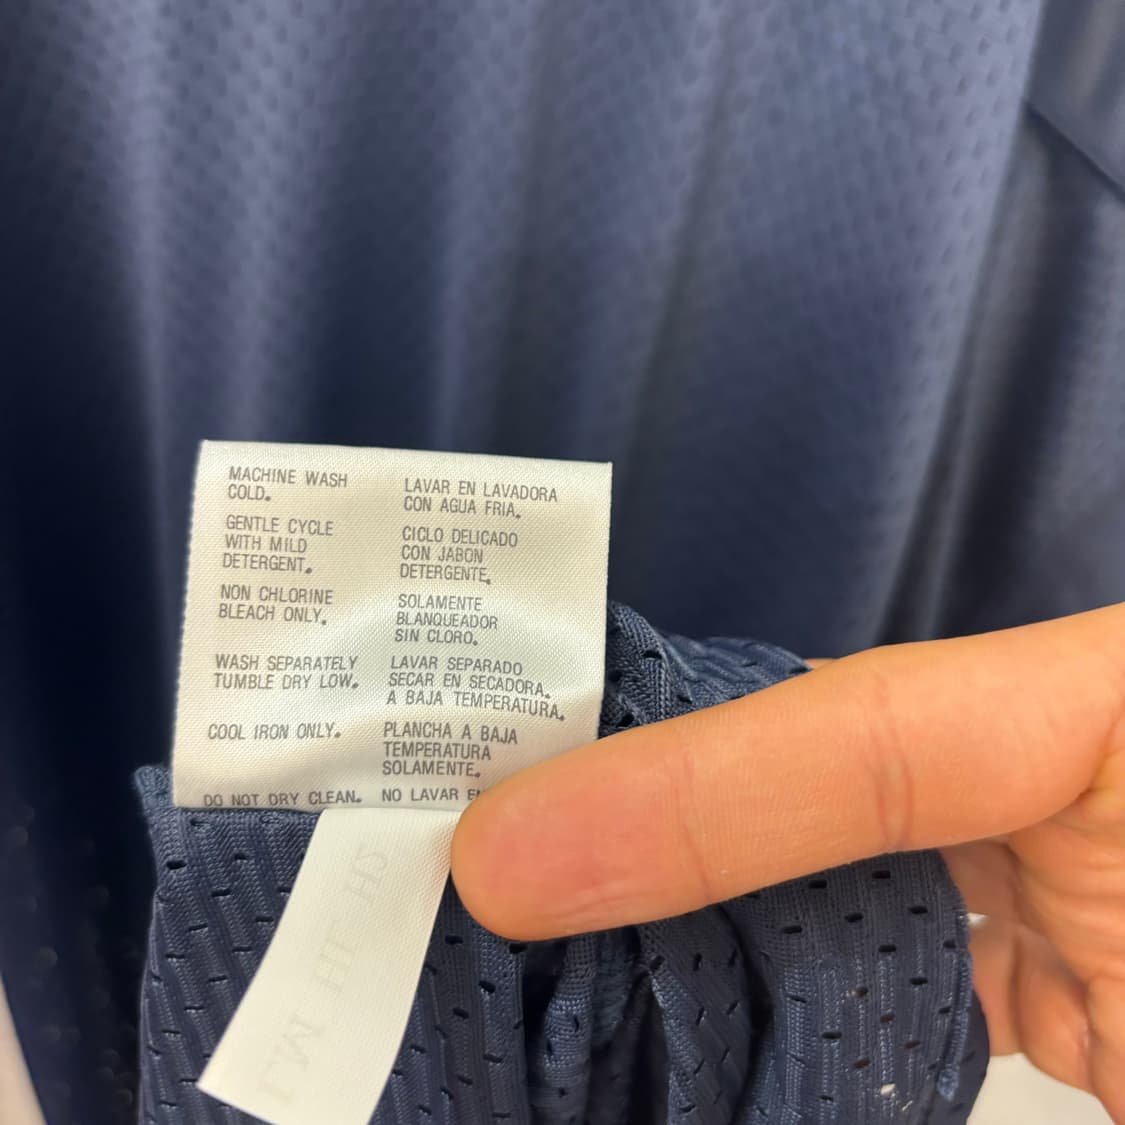 MACHINE WASH
COLD.
GENTLE CYCLE
WITH MILD
DETERGENT.
NON CHLORINE
BLEACH ONLY.
WASH SEPARATELY
TUMBLE DRY LOW.
COOL IRON ONLY.
DO NOT DRY CLEAN.
LAVAR EN LAVADORA
CON AGUA FRIA.
CICLO DELICADO
CON JABON
DETERGENTE.
SOLAMENTE
BLANQUEADOR
SIN CLORO.
LAVAR SEPARADO
SECAR EN SECADORA.
A BAJA TEMPERATURA.
PLANCHA A BAJA
TEMPERATURA
SOLAMENTE.
NO LAVAR